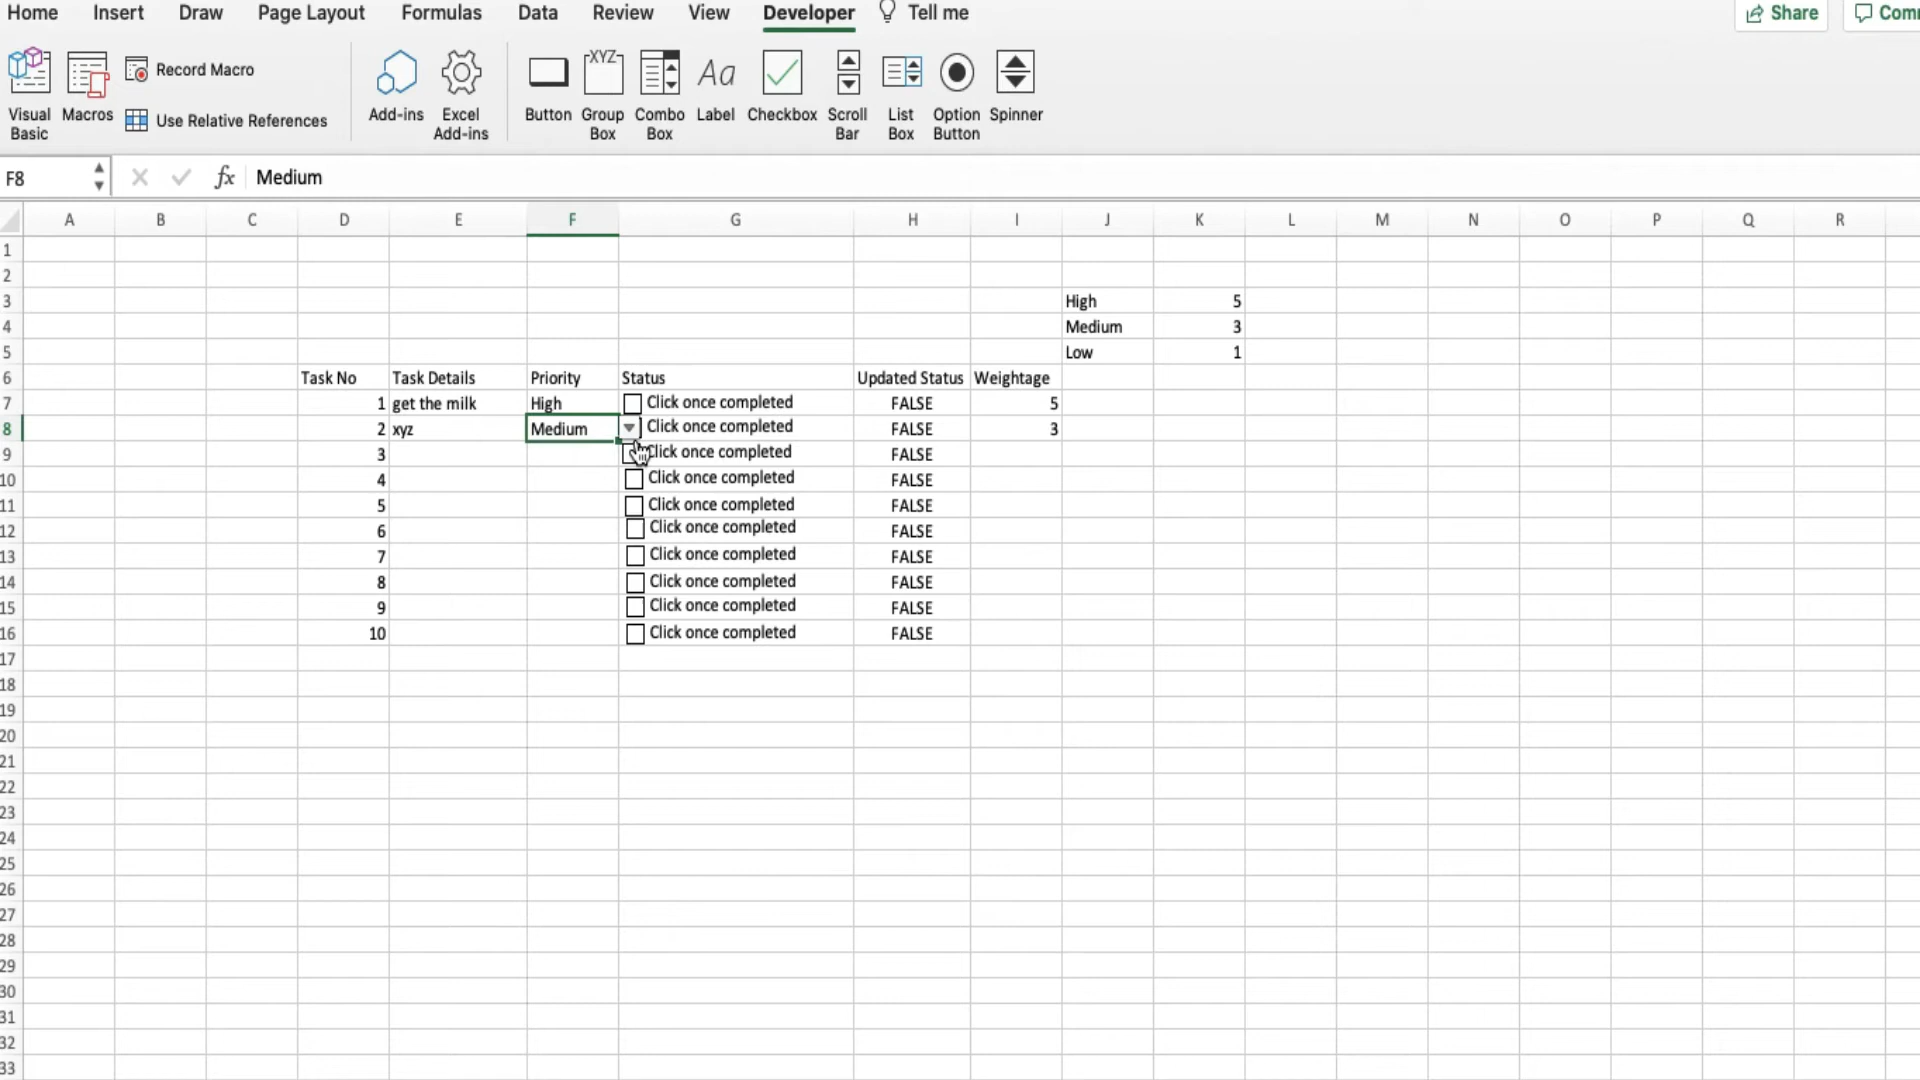 Home Insert Draw Page Layout Formulas Data Review View Developer Tell me Share
XYZ Aa
Record Macro
Use Relative References
Visual Basic Macros Add-ins Excel Add-ins Button Group Box Combo Box Label Checkbox Scroll Bar List Box Option Button Spinner
F8 fx Medium
A B C D E F G H I J K L M N O P Q R
1
2
3 High 5
4 Medium 3
5 Low 1
6 Task No Task Details Priority Status Updated Status Weightage
7 1 get the milk High Click once completed FALSE 5
8 2 xyz Medium Click once completed FALSE 3
9 3 Click once completed FALSE
10 4 Click once completed FALSE
11 5 Click once completed FALSE
12 6 Click once completed FALSE
13 7 Click once completed FALSE
14 8 Click once completed FALSE
15 9 Click once completed FALSE
16 10 Click once completed FALSE
17
18
19
20
21
22
23
24
25
26
27
28
29
30
31
32
33